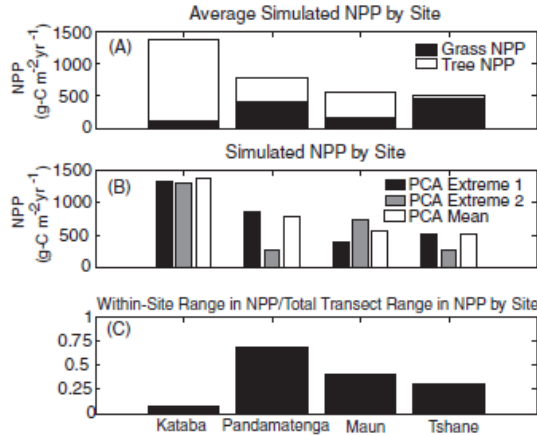 Average Simulated NPP by Site
1500
(A)
Grass NPP
Tree NPP
1000
500
0
NPP
(g-C m-2yr-1)
Simulated NPP by Site
1500
(B)
PCA Extreme 1
PCA Extreme 2
PCA Mean
1000
500
0
NPP
(g-C m-2yr-1)
Within-Site Range in NPP/Total Transect Range in NPP by Site
1
(C)
0.75
0.5
0.25
0
Kataba Pandamatenga Maun Tshane